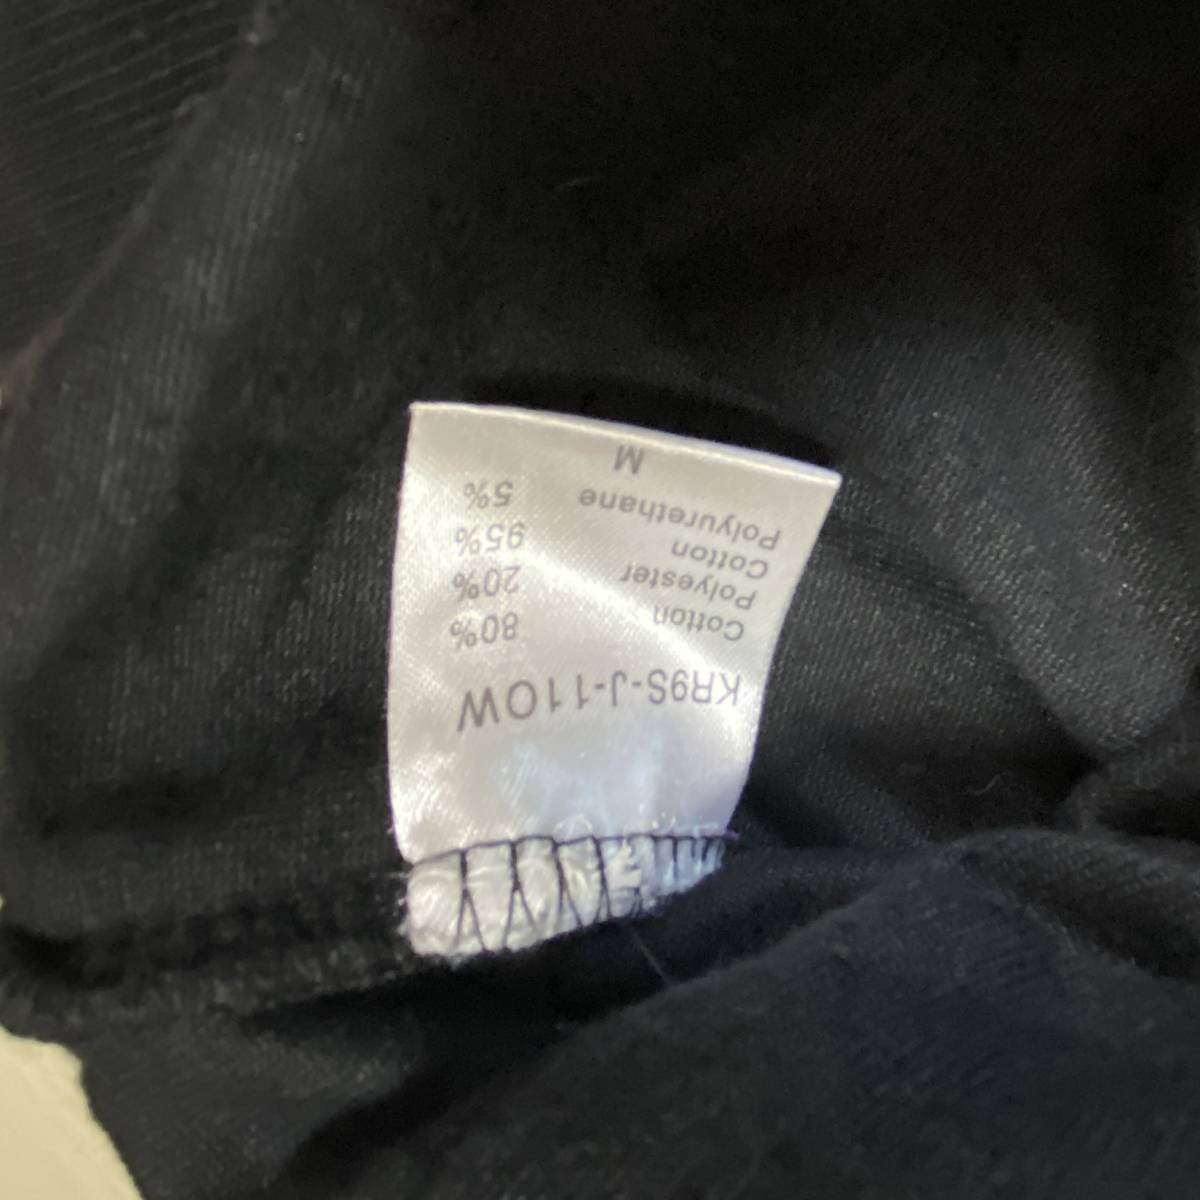 KR9S-J-110W
Cotton 80%
Polyester 20%
Cotton 95%
Polyurethane 5%
M